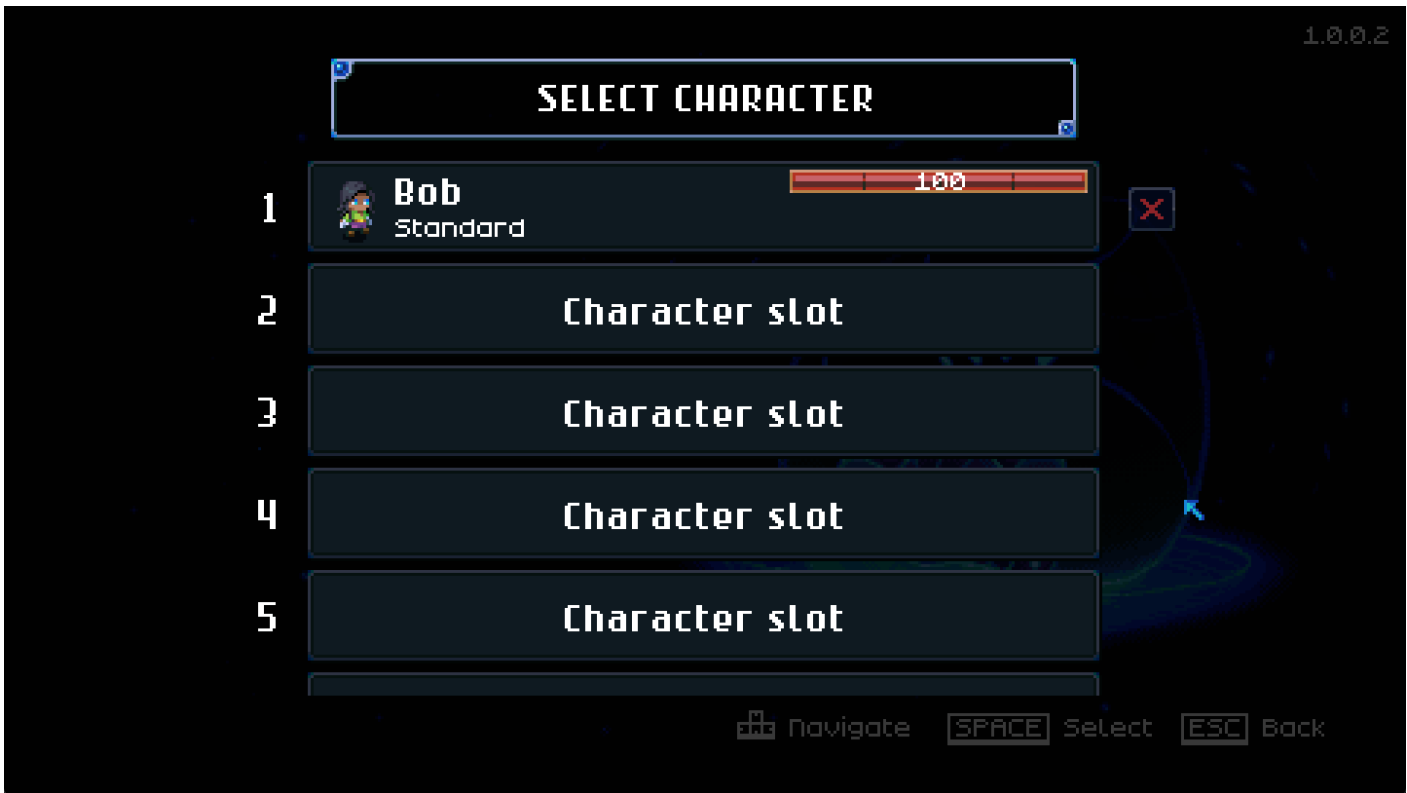 1.0.0.2
SELECT CHARACTER
1
Bob
Standard
100
2
Character slot
3
Character slot
4
Character slot
5
Character slot
Navigate
SPACE Select
ESC Back